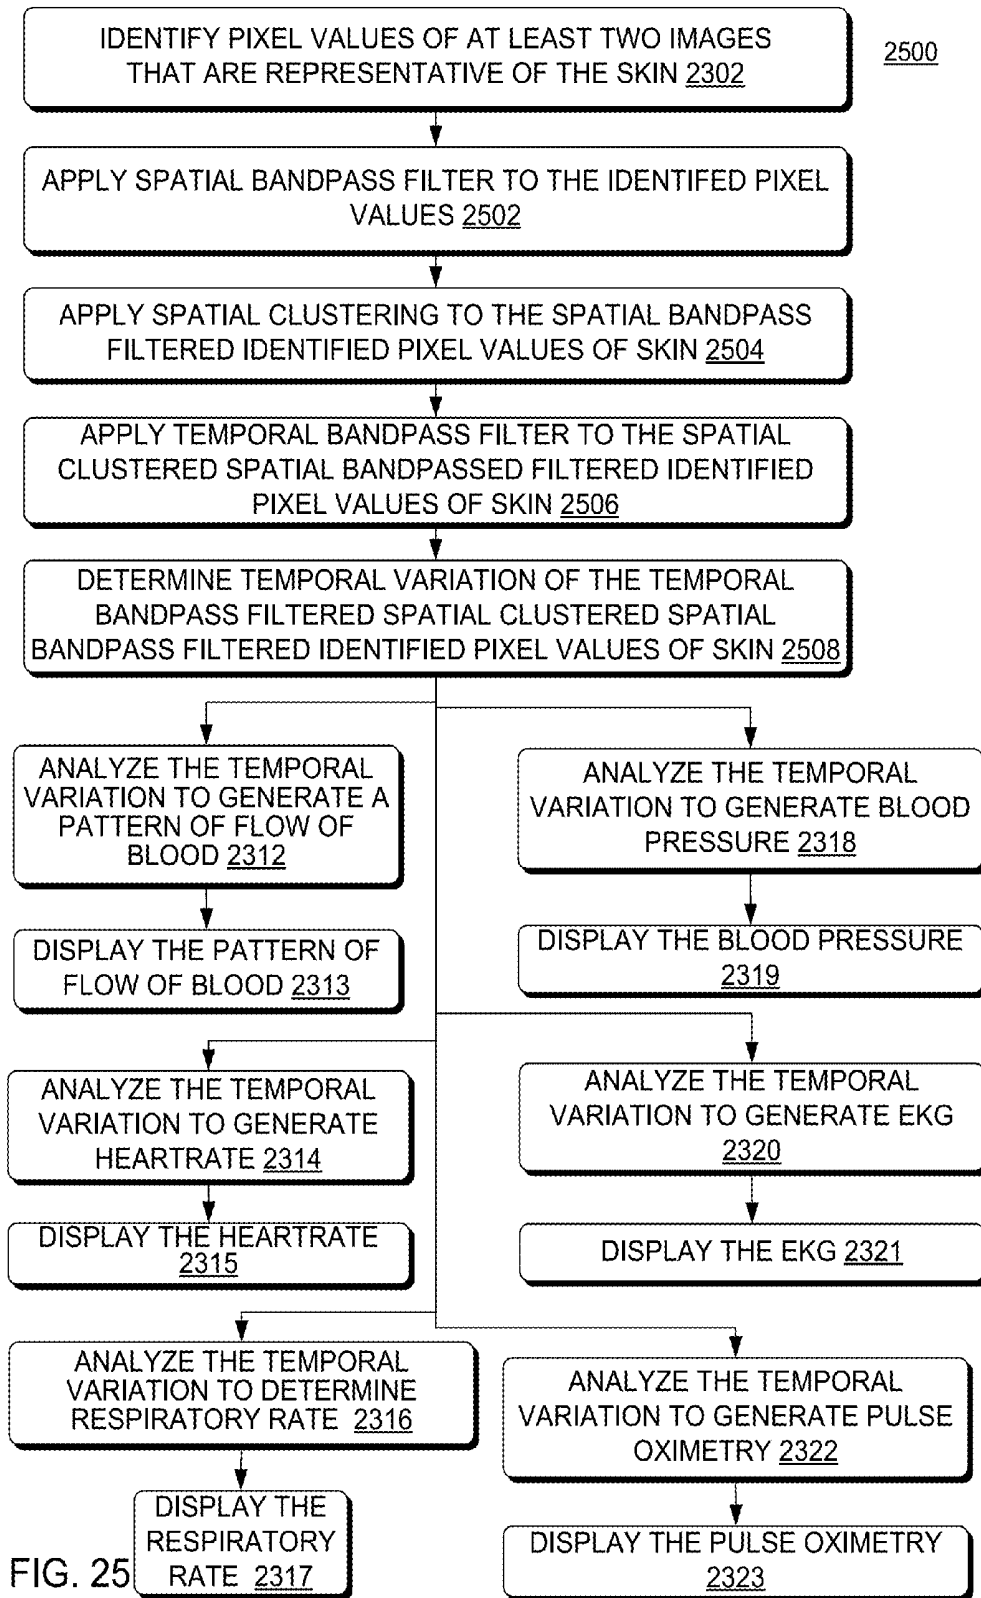 IDENTIFY PIXEL VALUES OF AT LEAST TWO IMAGES
THAT ARE REPRESENTATIVE OF THE SKIN 2302
2500
APPLY SPATIAL BANDPASS FILTER TO THE IDENTIFED PIXEL
VALUES 2502
APPLY SPATIAL CLUSTERING TO THE SPATIAL BANDPASS
FILTERED IDENTIFIED PIXEL VALUES OF SKIN 2504
APPLY TEMPORAL BANDPASS FILTER TO THE SPATIAL
CLUSTERED SPATIAL BANDPASSED FILTERED IDENTIFIED
PIXEL VALUES OF SKIN 2506
DETERMINE TEMPORAL VARIATION OF THE TEMPORAL
BANDPASS FILTERED SPATIAL CLUSTERED SPATIAL
BANDPASS FILTERED IDENTIFIED PIXEL VALUES OF SKIN 2508
ANALYZE THE TEMPORAL
VARIATION TO GENERATE A
PATTERN OF FLOW OF
BLOOD 2312
DISPLAY THE PATTERN OF
FLOW OF BLOOD 2313
ANALYZE THE TEMPORAL
VARIATION TO GENERATE BLOOD
PRESSURE 2318
DISPLAY THE BLOOD PRESSURE
2319
ANALYZE THE TEMPORAL
VARIATION TO GENERATE
HEARTRATE 2314
DISPLAY THE HEARTRATE
2315
ANALYZE THE TEMPORAL
VARIATION TO GENERATE EKG
2320
DISPLAY THE EKG 2321
ANALYZE THE TEMPORAL
VARIATION TO DETERMINE
RESPIRATORY RATE 2316
DISPLAY THE
RESPIRATORY
RATE 2317
ANALYZE THE TEMPORAL
VARIATION TO GENERATE PULSE
OXIMETRY 2322
DISPLAY THE PULSE OXIMETRY
2323
FIG. 25